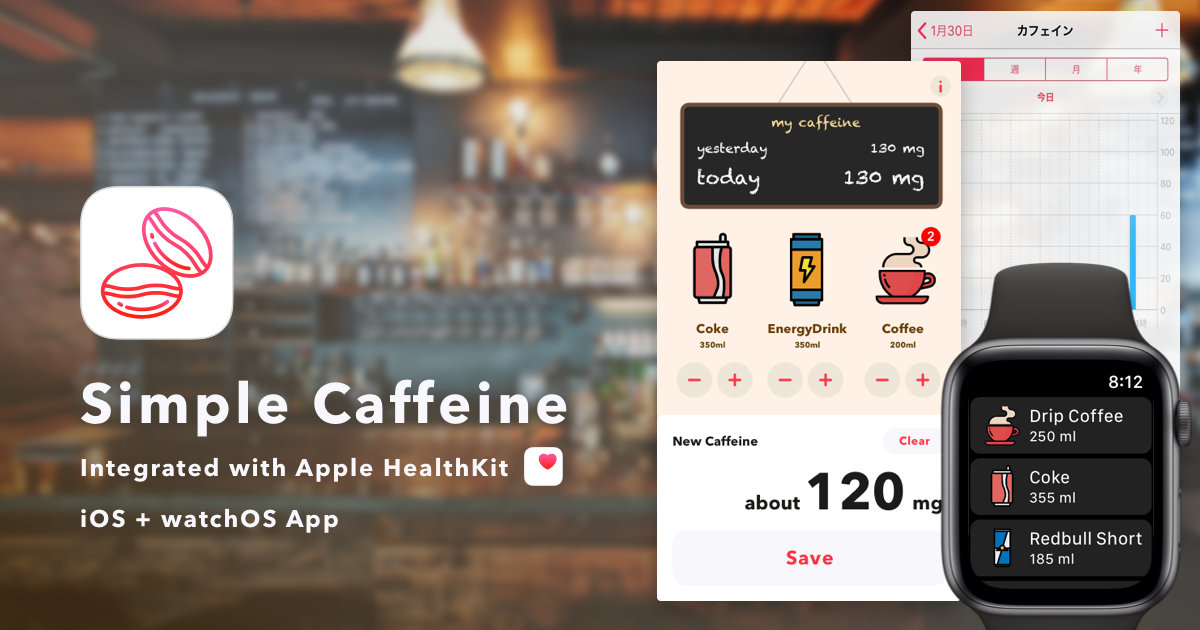 Simple Caffeine
Integrated with Apple HealthKit
iOS + watchOS App
my caffeine
yesterday 130 mg
today 130 mg
2
Coke
350ml
EnergyDrink
350ml
Coffee
200ml
New Caffeine
Clear
about 120 mg
Save
1月30日
カフェイン
週
月
年
今日
120
100
80
60
40
20
0
時
8:12
Drip Coffee
250 ml
Coke
355 ml
Redbull Short
185 ml